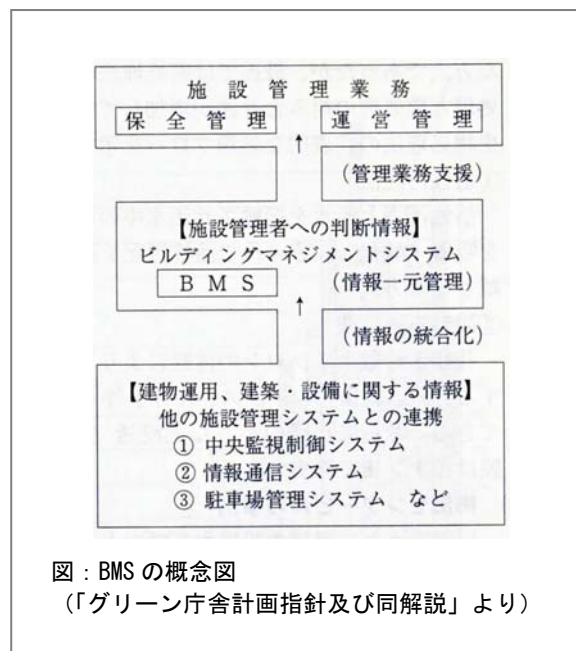 施設管理業務
保全管理 運営管理
↑
(管理業務支援)
【施設管理者への判断情報】
ビルディングマネジメントシステム
BMS (情報一元管理)
↑
(情報の統合化)
【建物運用、建築・設備に関する情報】
他の施設管理システムとの連携
① 中央監視制御システム
② 情報通信システム
③ 駐車場管理システム など
図：BMSの概念図
（「グリーン庁舎計画指針及び同解説」より）